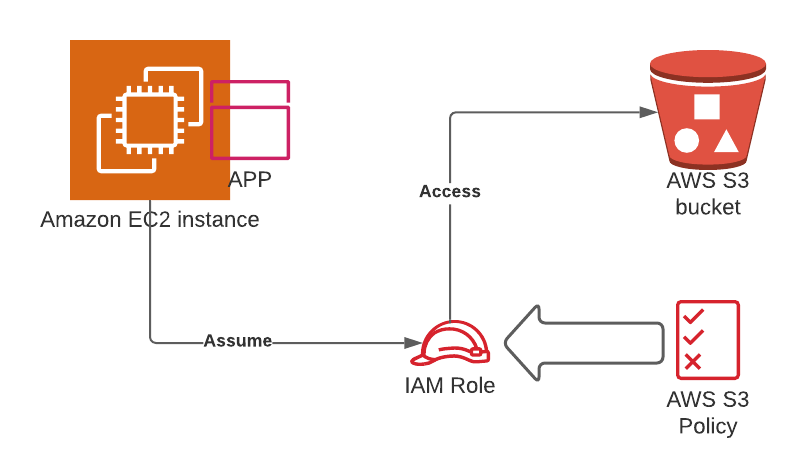 APP
Amazon EC2 instance
AWS S3
bucket
Access
Assume
IAM Role
AWS S3
Policy